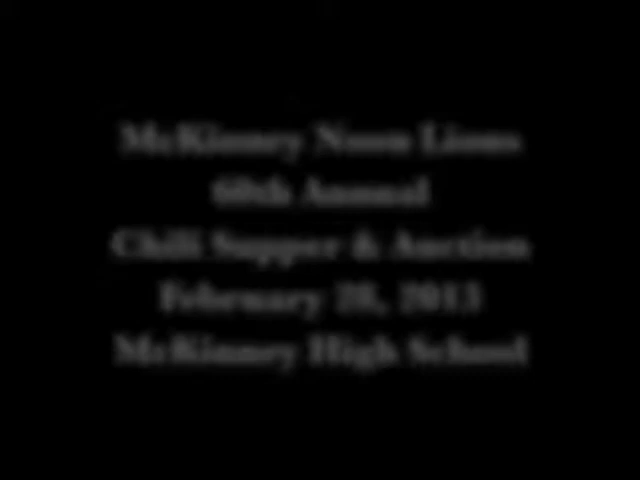 McKinney Noon Lions
60th Annual
Chili Supper & Auction
February 28, 2013
McKinney High School